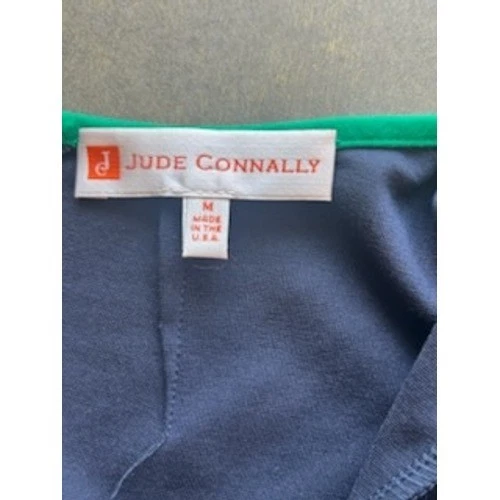 JC JUDE CONNALLY
M
MADE
IN THE
U.S.A.